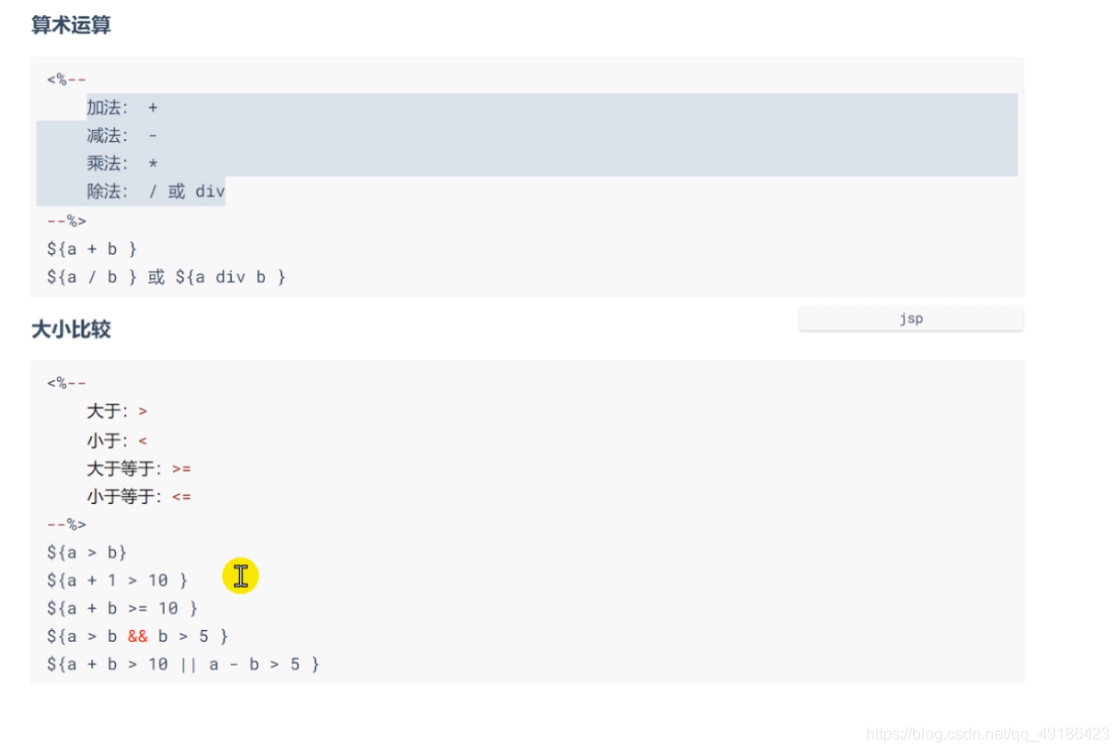 算术运算
<%--
加法: +
减法: -
乘法: *
除法: / 或 div
--%>
${a + b }
${a / b } 或 ${a div b }
大小比较
jsp
<%--
大于: >
小于: <
大于等于: >=
小于等于: <=
--%>
${a > b}
${a + 1 > 10 }
${a + b >= 10 }
${a > b && b > 5 }
${a + b > 10 || a - b > 5 }
https://blog.csdn.net/qq_49186423